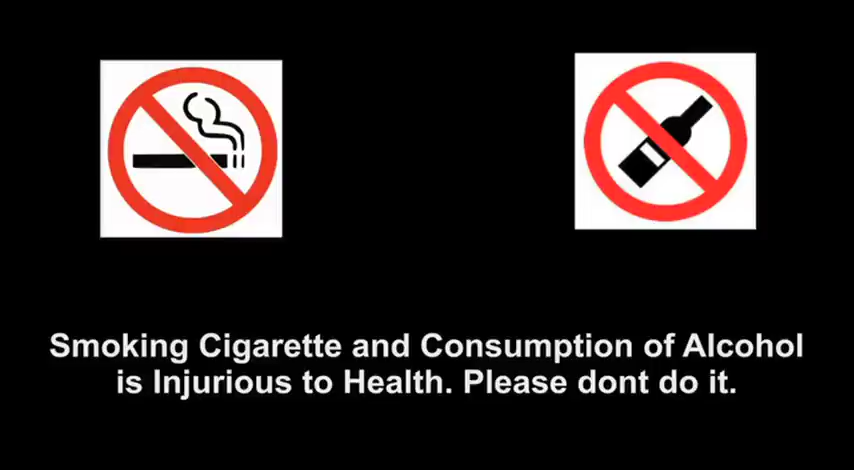 Smoking Cigarette and Consumption of Alcohol
is Injurious to Health. Please dont do it.